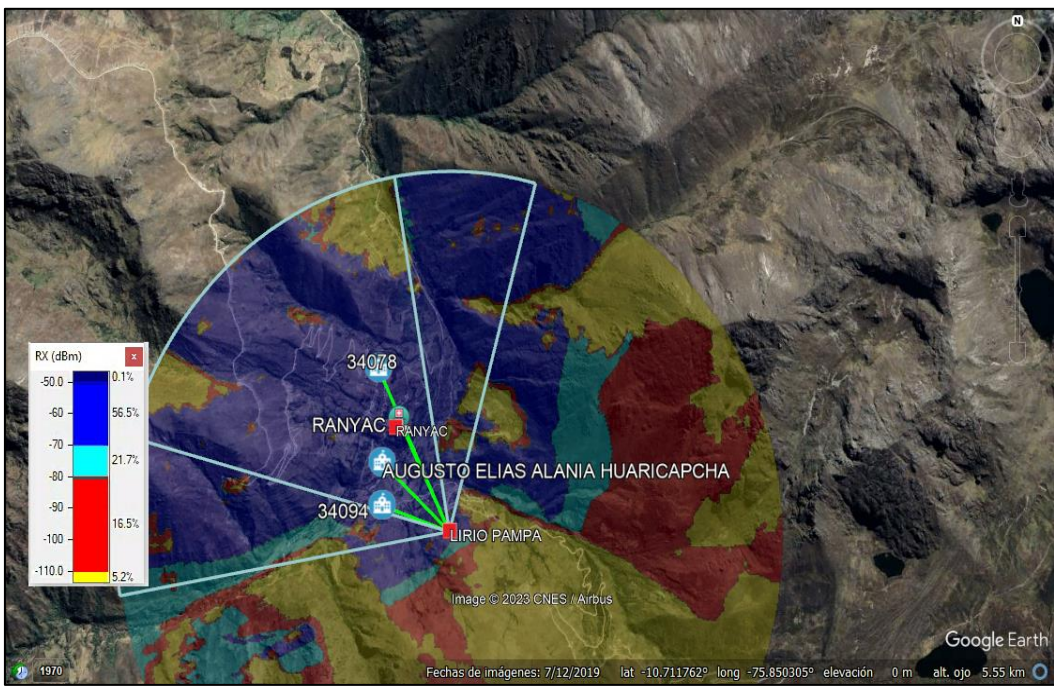 N
34078
RANYAC
RANYAC
AUGUSTO ELIAS ALANIA HUARICAPCHA
34094
LIRIO PAMPA
RX (dBm)
x
-50.0
0.1%
-60
56.5%
-70
21.7%
-80
-90
16.5%
-100
-110.0
5.2%
Image © 2023 CNES / Airbus
Google Earth
1970
Fechas de imágenes: 7/12/2019 lat -10.711762° long -75.850305° elevación 0 m alt. ojo 5.55 km